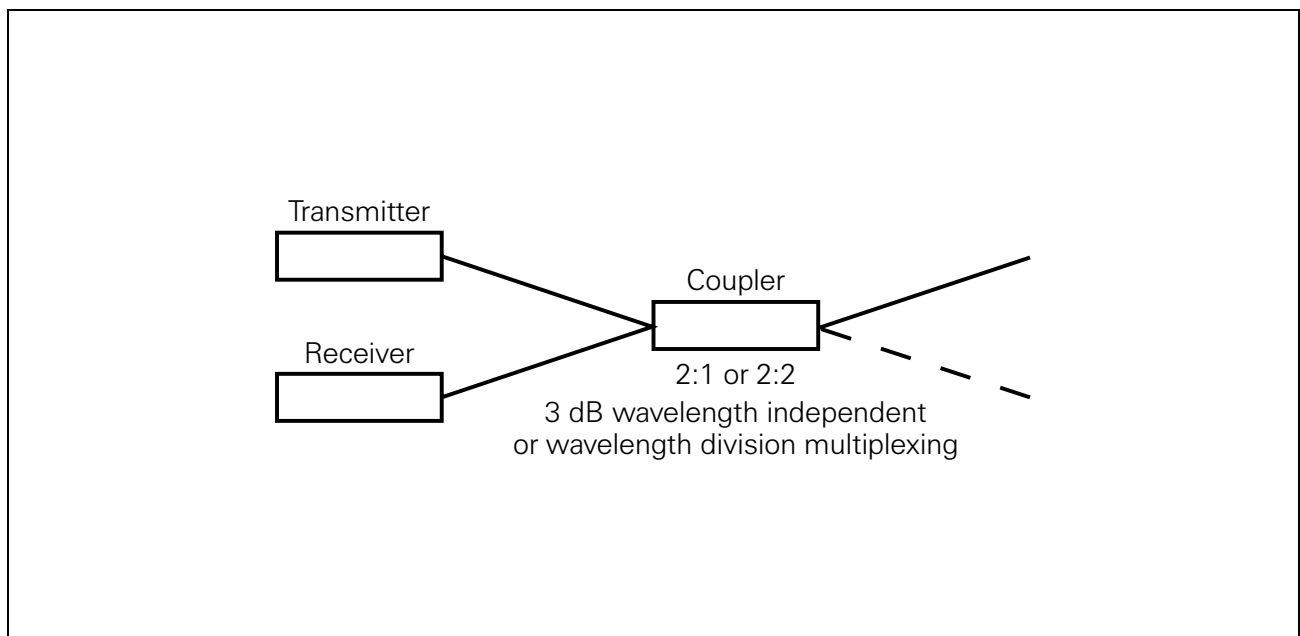 Transmitter
Coupler
Receiver
2:1 or 2:2
3 dB wavelength independent
or wavelength division multiplexing